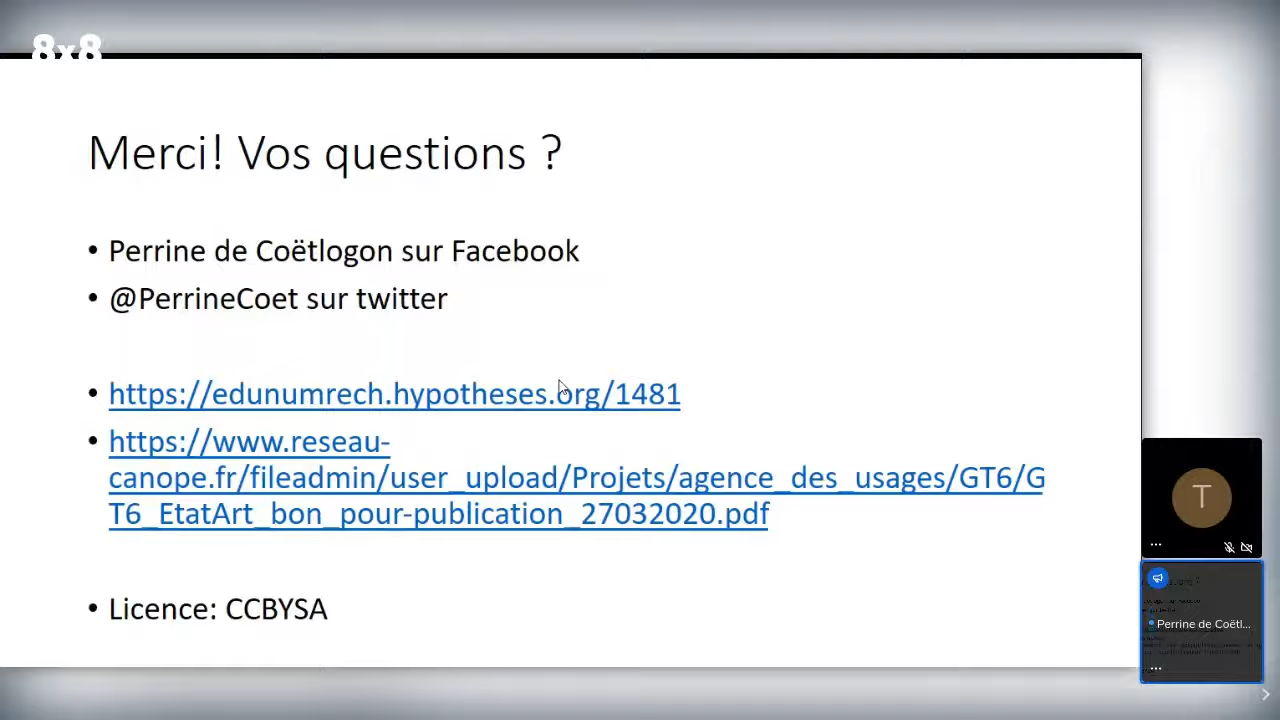 8x8
Merci! Vos questions ?
• Perrine de Coëtlogon sur Facebook
• @PerrineCoet sur twitter
• https://edunumrech.hypotheses.org/1481
• https://www.reseau-
canope.fr/fileadmin/user_upload/Projets/agence_des_usages/GT6/G
T6_EtatArt_bon_pour-publication_27032020.pdf
• Licence: CCBYSA
T
Perrine de Coëtl...